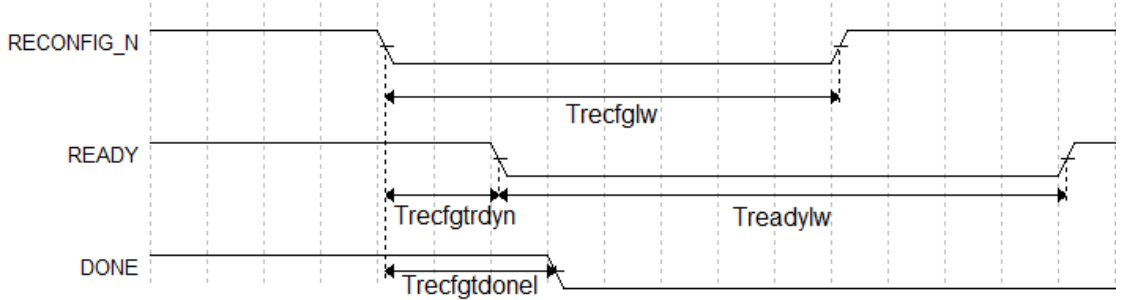 RECONFIG_N
Trecfglw
READY
Trecfgtrdyn
Treadylw
DONE
Trecfgtdonel